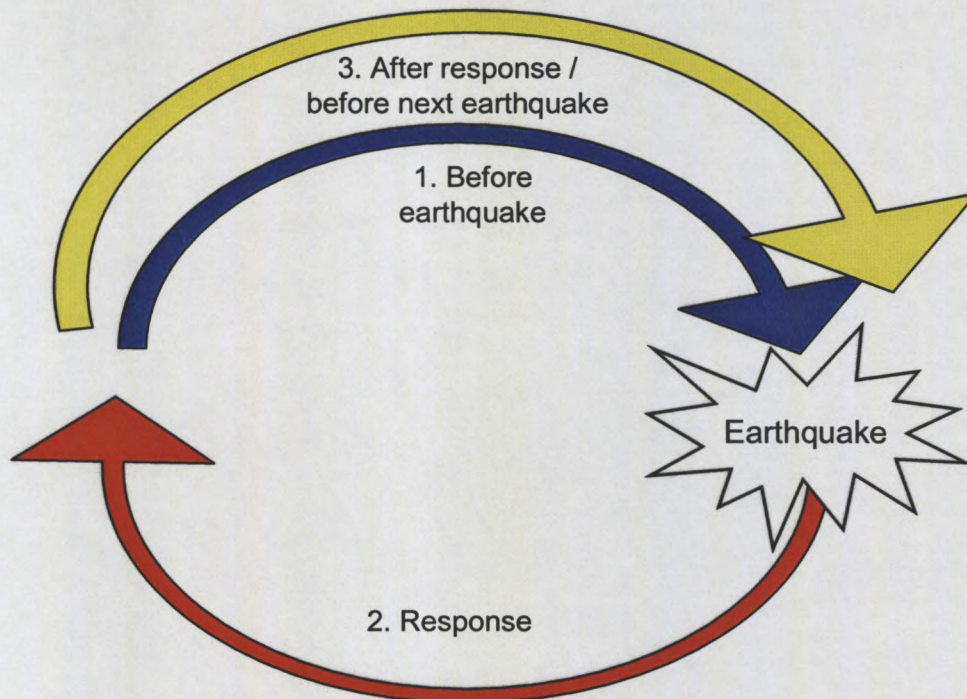 3. After response /
before next earthquake
1. Before
earthquake
Earthquake
2. Response